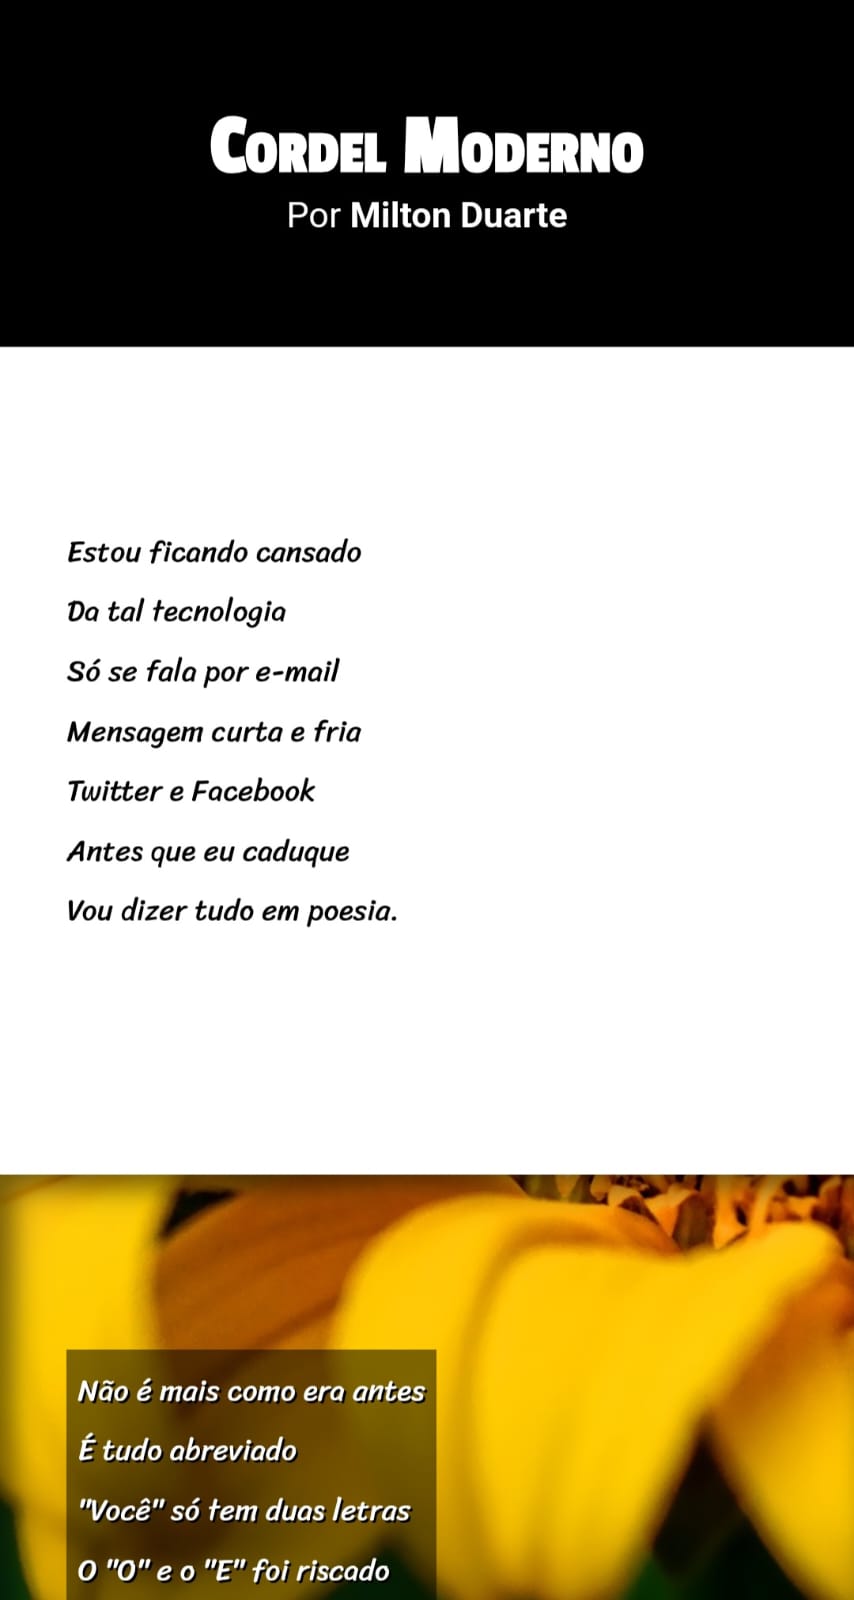 Cordel Moderno
Por Milton Duarte
Estou ficando cansado
Da tal tecnologia
Só se fala por e-mail
Mensagem curta e fria
Twitter e Facebook
Antes que eu caduque
Vou dizer tudo em poesia.
Não é mais como era antes
É tudo abreviado
"Você" só tem duas letras
O "O" e o "E" foi riscado